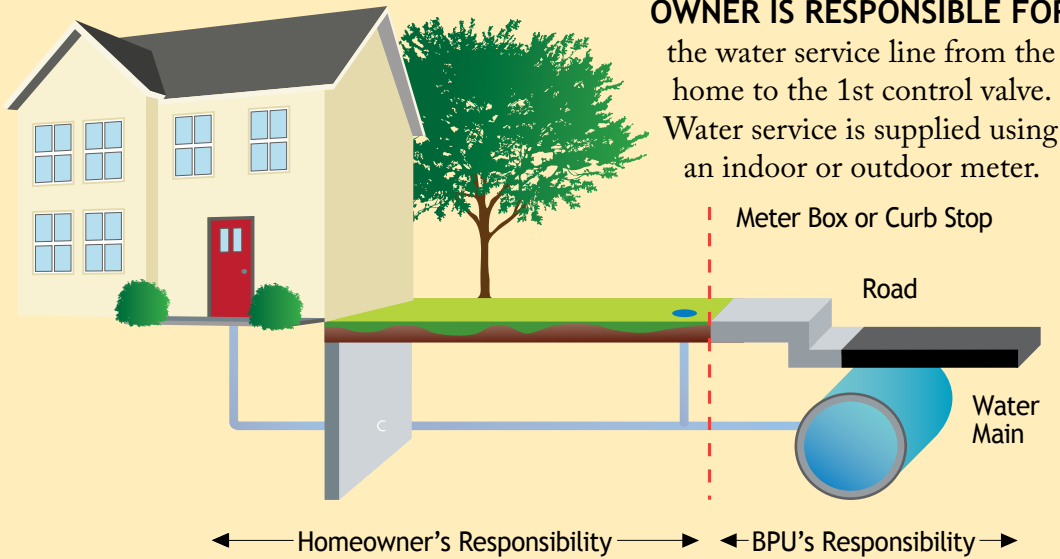 OWNER IS RESPONSIBLE FOR
the water service line from the
home to the 1st control valve.
Water service is supplied using
an indoor or outdoor meter.
Meter Box or Curb Stop
Road
Water
Main
C
Homeowner’s Responsibility
BPU’s Responsibility